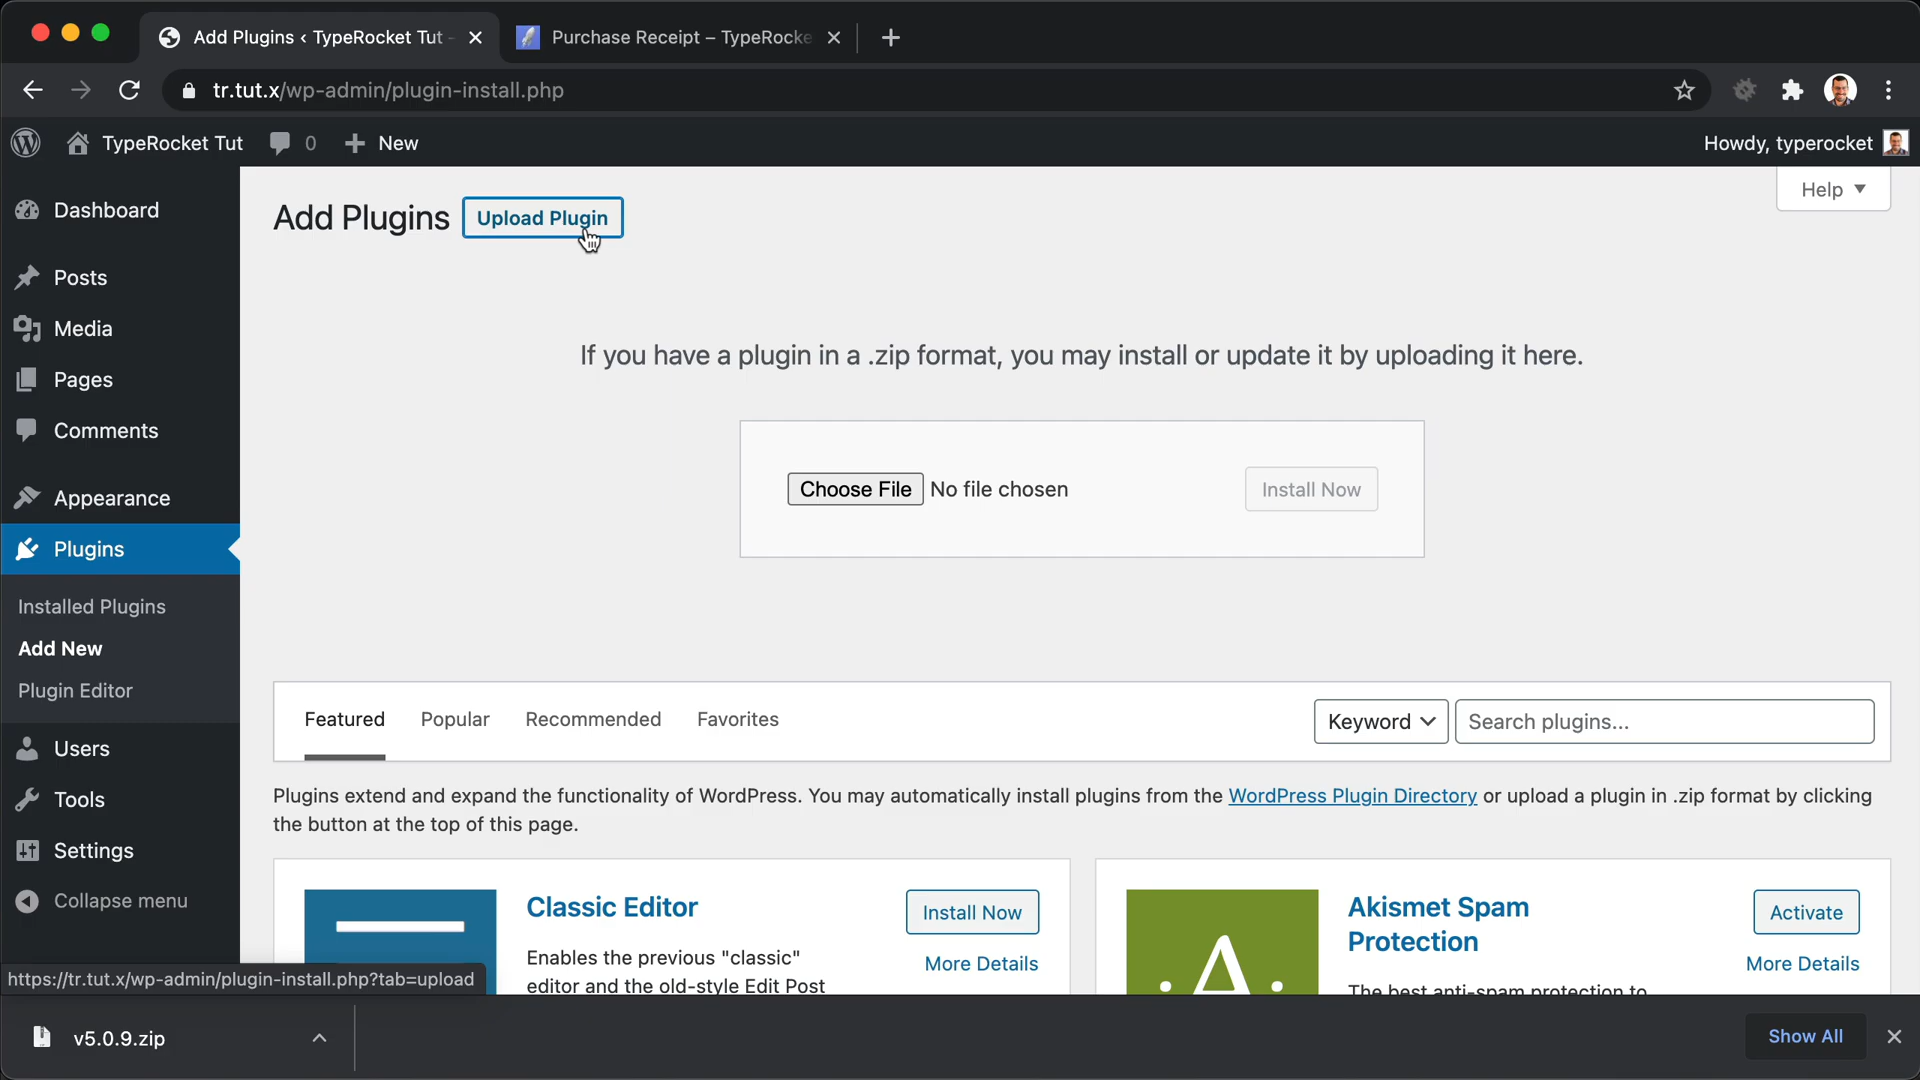 Add Plugins ‹ TypeRocket Tut -
Purchase Receipt – TypeRocke
tr.tut.x/wp-admin/plugin-install.php
TypeRocket Tut
0
New
Howdy, typerocket
Help
Dashboard
Posts
Media
Pages
Comments
Appearance
Plugins
Installed Plugins
Add New
Plugin Editor
Users
Tools
Settings
Collapse menu
Add Plugins
Upload Plugin
If you have a plugin in a .zip format, you may install or update it by uploading it here.
Choose File No file chosen
Install Now
Featured
Popular
Recommended
Favorites
Keyword
Search plugins...
Plugins extend and expand the functionality of WordPress. You may automatically install plugins from the WordPress Plugin Directory or upload a plugin in .zip format by clicking
the button at the top of this page.
Classic Editor
Install Now
More Details
Enables the previous "classic"
editor and the old-style Edit Post
A
Akismet Spam
Protection
Activate
More Details
The best anti-spam protection to
https://tr.tut.x/wp-admin/plugin-install.php?tab=upload
v5.0.9.zip
Show All